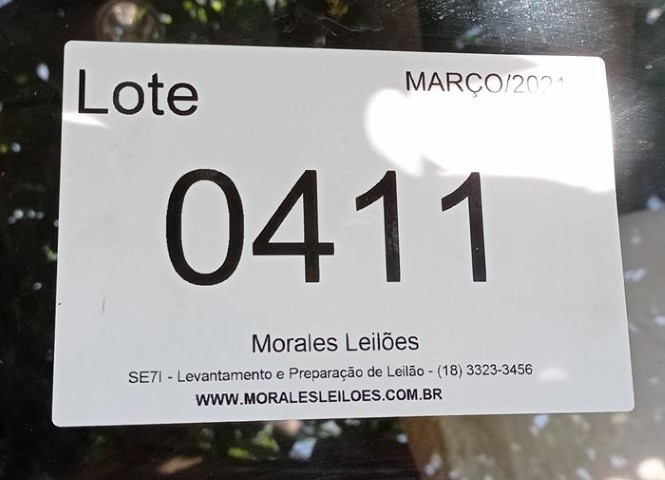 Lote
MARÇO/2021
0411
Morales Leilões
SE7I - Levantamento e Preparação de Leilão - (18) 3323-3456
WWW.MORALESLEILOES.COM.BR